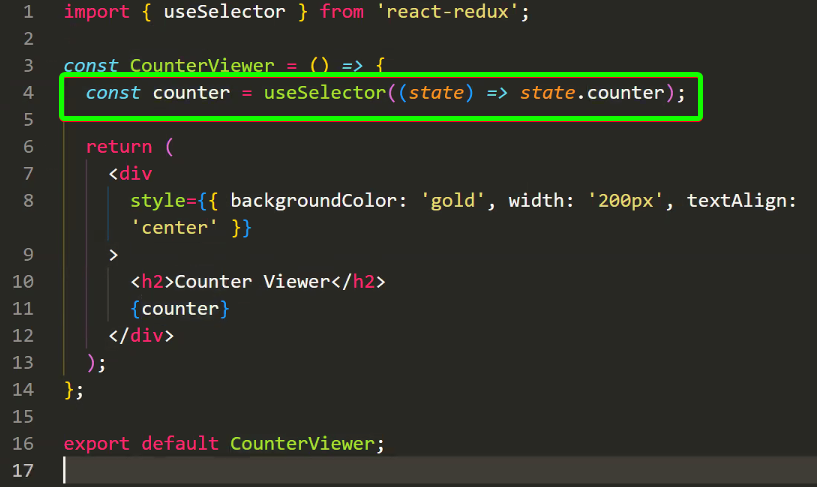 1 import { useSelector } from 'react-redux';
2
3 const CounterViewer = () => {
4 const counter = useSelector((state) => state.counter);
5
6 return (
7 <div
8 style={{ backgroundColor: 'gold', width: '200px', textAlign:
'center' }}
9 >
10 <h2>Counter Viewer</h2>
11 {counter}
12 </div>
13 );
14 };
15
16 export default CounterViewer;
17